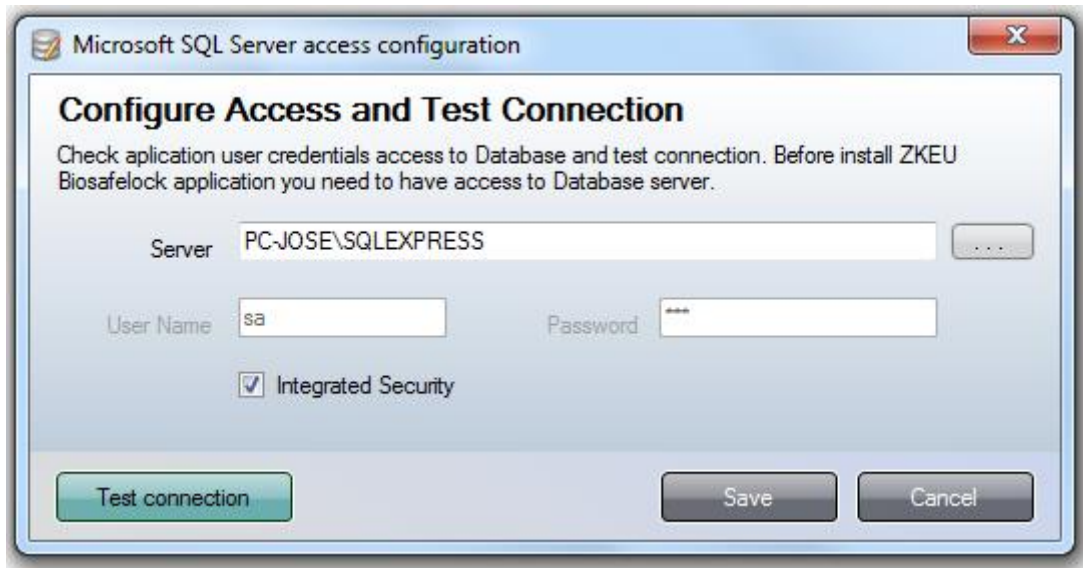 Microsoft SQL Server access configuration
Configure Access and Test Connection
Check aplication user credentials access to Database and test connection. Before install ZKEU
Biosafelock application you need to have access to Database server.
Server PC-JOSE\SQLEXPRESS ...
User Name sa Password ***
Integrated Security
Test connection Save Cancel